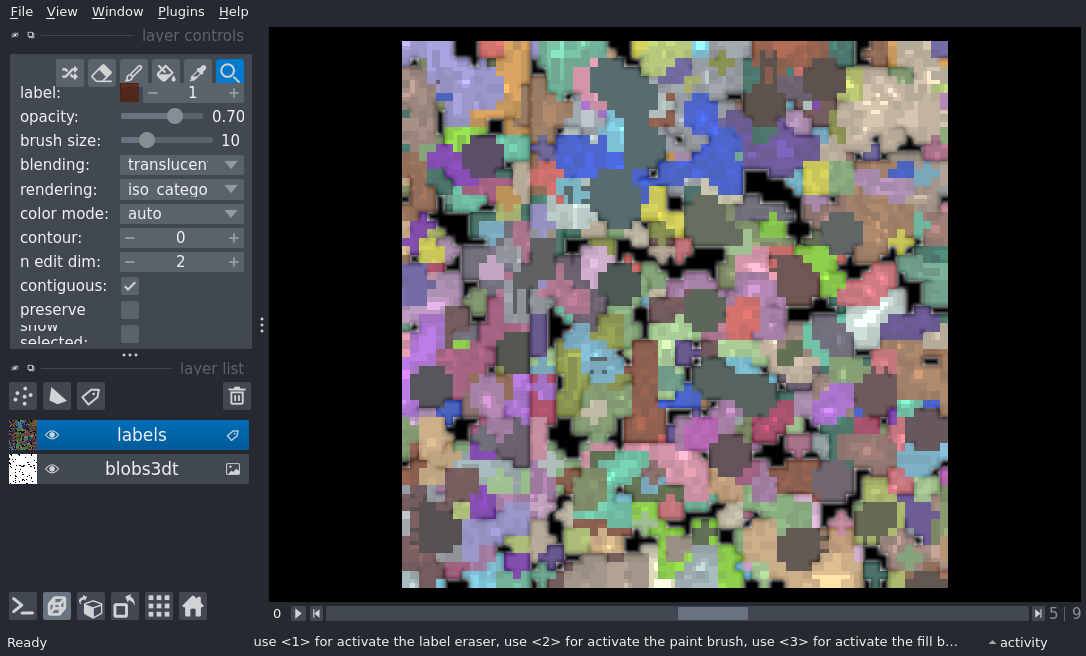 File View Window Plugins Help
layer controls
label: 1
opacity: 0.70
brush size: 10
blending: translucen
rendering: iso_catego
color mode: auto
contour: 0
n edit dim: 2
contiguous:
preserve
show
selected:
layer list
labels
blobs3dt
0 5 | 9
Ready use <1> for activate the label eraser, use <2> for activate the paint brush, use <3> for activate the fill b... activity